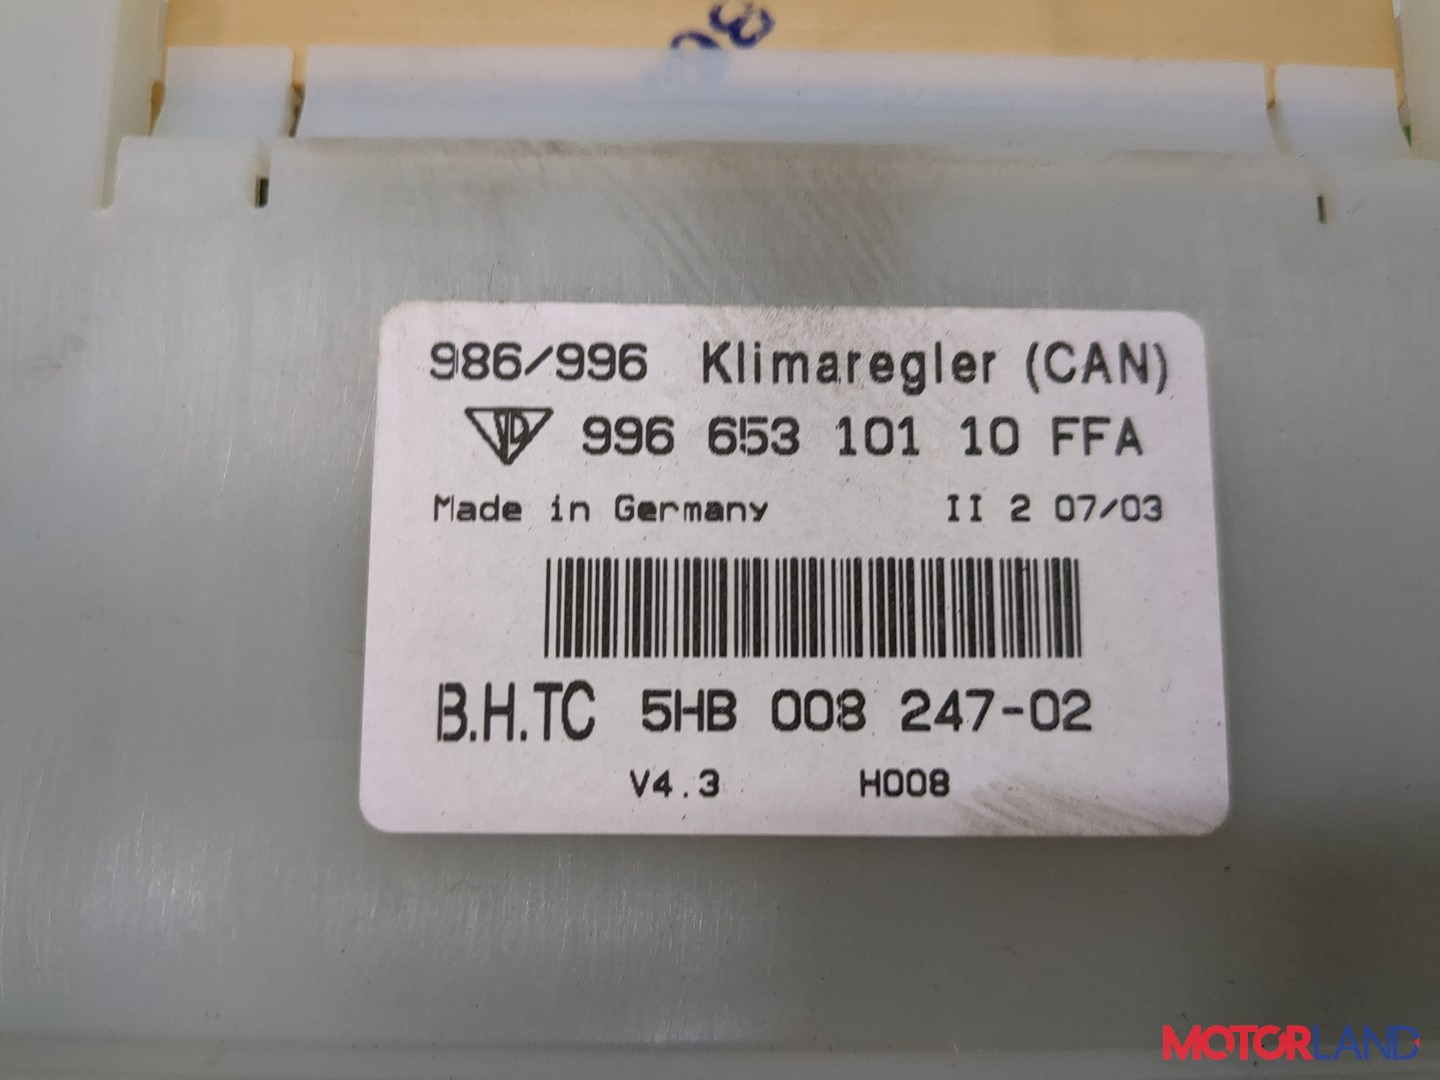 986/996 Klimaregler (CAN)
996 653 101 10 FFA
Made in Germany II 2 07/03
B.H.TC 5HB 008 247-02
V4.3 H008
MOTORLAND